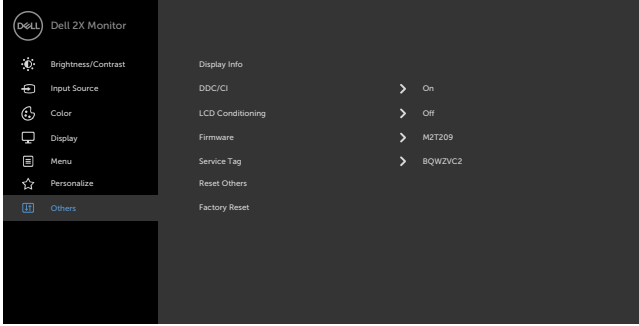 DELL Dell 2X Monitor
Brightness/Contrast
Input Source
Color
Display
Menu
Personalize
Others
Display Info
DDC/CI On
LCD Conditioning Off
Firmware M2T209
Service Tag BQWZVC2
Reset Others
Factory Reset